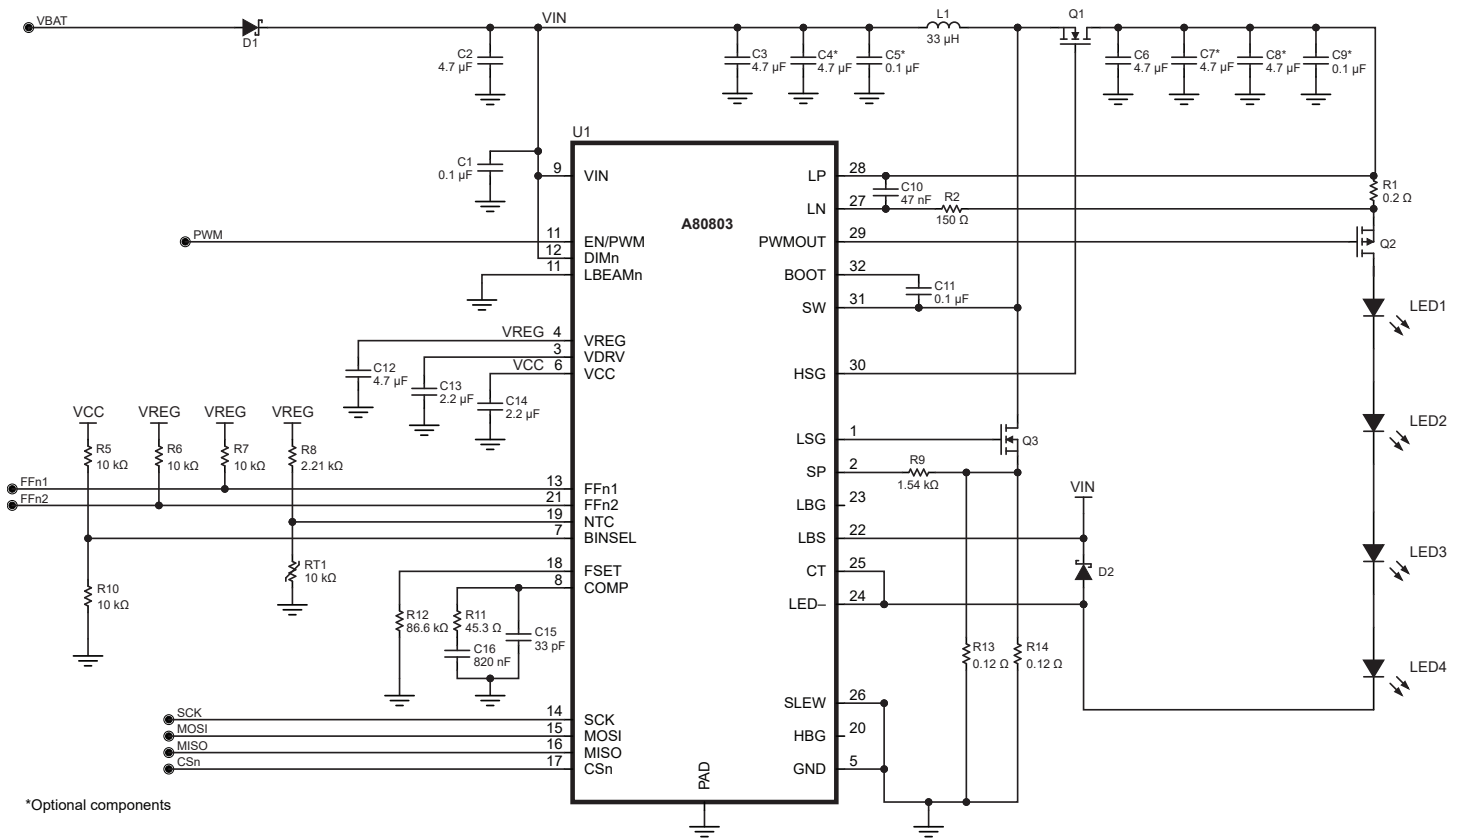 VBAT
D1
VIN
C2
4.7 µF
C3
4.7 µF
C4*
4.7 µF
C5*
0.1 µF
L1
33 µH
Q1
C6
4.7 µF
C7*
4.7 µF
C8*
4.7 µF
C9*
0.1 µF
U1
A80803
C1
0.1 µF
9 VIN
PWM
11 EN/PWM
12 DIMn
11 LBEAMn
VREG 4 VREG
3 VDRV
VCC 6 VCC
C12
4.7 µF
C13
2.2 µF
C14
2.2 µF
VCC
VREG
VREG
VREG
R5
10 kΩ
R6
10 kΩ
R7
10 kΩ
R8
2.21 kΩ
FFn1
13 FFn1
FFn2
21 FFn2
19 NTC
7 BINSEL
RT1
10 kΩ
R10
10 kΩ
18 FSET
8 COMP
R12
86.6 kΩ
R11
45.3 Ω
C15
33 pF
C16
820 nF
SCK
14 SCK
MOSI
15 MOSI
MISO
16 MISO
CSn
17 CSn
PAD
LP 28
C10
47 nF
LN 27
R2
150 Ω
R1
0.2 Ω
PWMOUT 29
Q2
BOOT 32
C11
0.1 µF
SW 31
HSG 30
LSG 1
Q3
SP 2
R9
1.54 kΩ
LBG 23
VIN
LBS 22
CT 25
D2
LED– 24
R13
0.12 Ω
R14
0.12 Ω
SLEW 26
HBG 20
GND 5
LED1
LED2
LED3
LED4
*Optional components